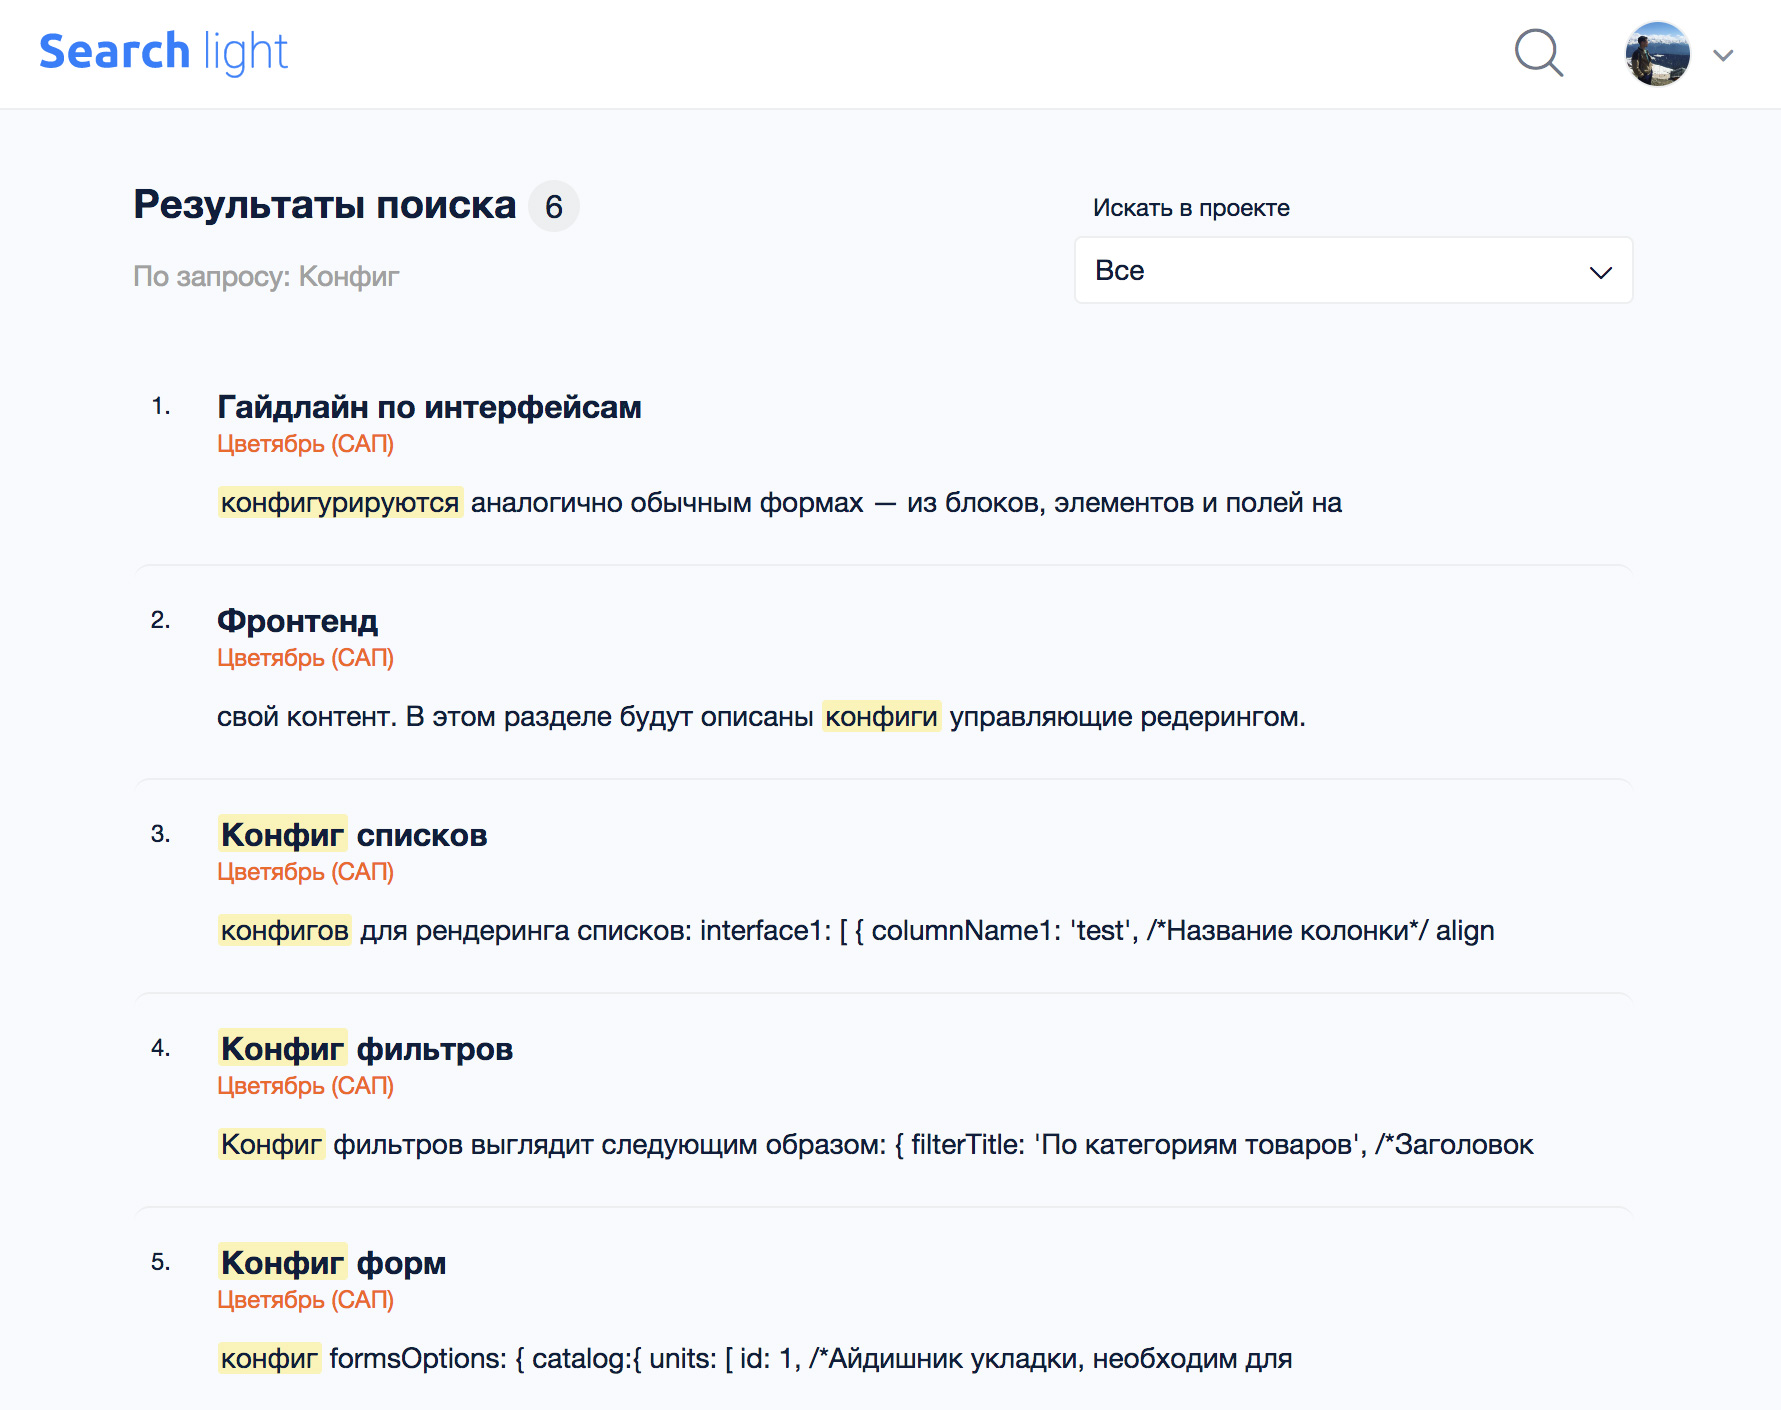 Search light
Результаты поиска 6
По запросу: Конфиг
Искать в проекте
Все
1. Гайдлайн по интерфейсам
Цветябрь (САП)
конфигурируются аналогично обычным формах — из блоков, элементов и полей на
2. Фронтенд
Цветябрь (САП)
свой контент. В этом разделе будут описаны конфиги управляющие редерингом.
3. Конфиг списков
Цветябрь (САП)
конфигов для рендеринга списков: interface1: [ { columnName1: 'test', /*Название колонки*/ align
4. Конфиг фильтров
Цветябрь (САП)
Конфиг фильтров выглядит следующим образом: { filterTitle: 'По категориям товаров', /*Заголовок
5. Конфиг форм
Цветябрь (САП)
конфиг formsOptions: { catalog:{ units: [ id: 1, /*Айдишник укладки, необходим для